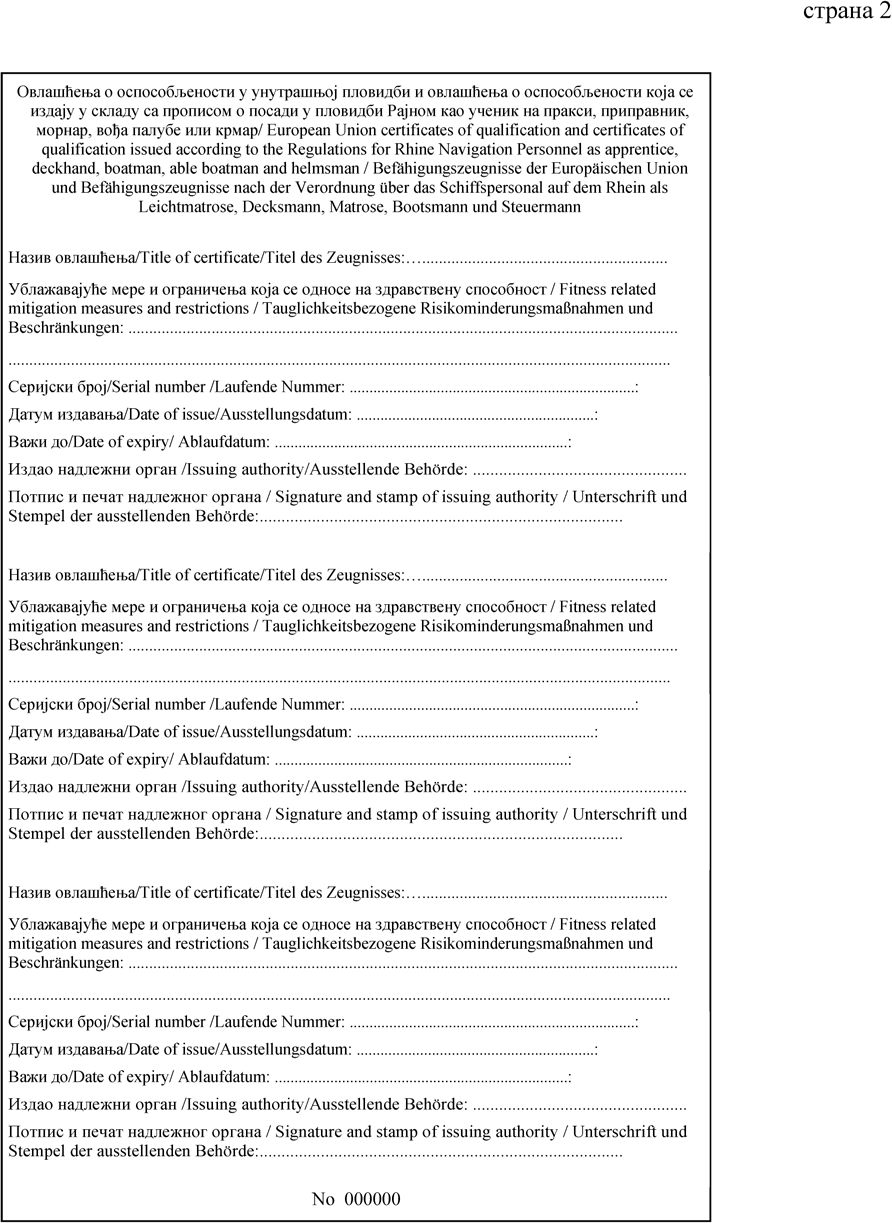 страна 2
Овлашћења о оспособљености у унутрашњој пловидби и овлашћења о оспособљености која се
издају у складу са прописом о посади у пловидби Рајном као ученик на пракси, приправник,
морнар, вођа палубе или крмар/ European Union certificates of qualification and certificates of
qualification issued according to the Regulations for Rhine Navigation Personnel as apprentice,
deckhand, boatman, able boatman and helmsman / Befähigungszeugnisse der Europäischen Union
und Befähigungszeugnisse nach der Verordnung über das Schiffspersonal auf dem Rhein als
Leichtmatrose, Decksmann, Matrose, Bootsmann und Steuermann
Назив овлашћења/Title of certificate/Titel des Zeugnisses:…...........................................................
Ублажавајуће мере и ограничења која се односе на здравствену способност / Fitness related
mitigation measures and restrictions / Tauglichkeitsbezogene Risikominderungsmaßnahmen und
Beschränkungen: ....................................................................................................................................
...............................................................................................................................................................
Серијски број/Serial number /Laufende Nummer: .....................................................................:
Датум издавања/Date of issue/Ausstellungsdatum: .........................................................:
Важи до/Date of expiry/ Ablaufdatum: ......................................................................:
Издао надлежни орган /Issuing authority/Ausstellende Behörde: .................................................
Потпис и печат надлежног органа / Signature and stamp of issuing authority / Unterschrift und
Stempel der ausstellenden Behörde:...................................................................................
Назив овлашћења/Title of certificate/Titel des Zeugnisses:…...........................................................
Ублажавајуће мере и ограничења која се односе на здравствену способност / Fitness related
mitigation measures and restrictions / Tauglichkeitsbezogene Risikominderungsmaßnahmen und
Beschränkungen: ....................................................................................................................................
...............................................................................................................................................................
Серијски број/Serial number /Laufende Nummer: .....................................................................:
Датум издавања/Date of issue/Ausstellungsdatum: .........................................................:
Важи до/Date of expiry/ Ablaufdatum: ......................................................................:
Издао надлежни орган /Issuing authority/Ausstellende Behörde: .................................................
Потпис и печат надлежног органа / Signature and stamp of issuing authority / Unterschrift und
Stempel der ausstellenden Behörde:...................................................................................
Назив овлашћења/Title of certificate/Titel des Zeugnisses:…...........................................................
Ублажавајуће мере и ограничења која се односе на здравствену способност / Fitness related
mitigation measures and restrictions / Tauglichkeitsbezogene Risikominderungsmaßnahmen und
Beschränkungen: ....................................................................................................................................
...............................................................................................................................................................
Серијски број/Serial number /Laufende Nummer: .....................................................................:
Датум издавања/Date of issue/Ausstellungsdatum: .........................................................:
Важи до/Date of expiry/ Ablaufdatum: ......................................................................:
Издао надлежни орган /Issuing authority/Ausstellende Behörde: .................................................
Потпис и печат надлежног органа / Signature and stamp of issuing authority / Unterschrift und
Stempel der ausstellenden Behörde:...................................................................................
No 000000